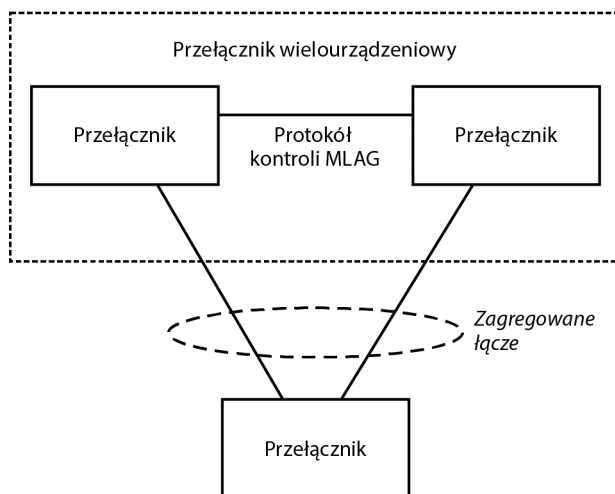 Przełącznik wielourządzeniowy
Przełącznik
Protokół
kontroli MLAG
Przełącznik
Zagregowane
łącze
Przełącznik